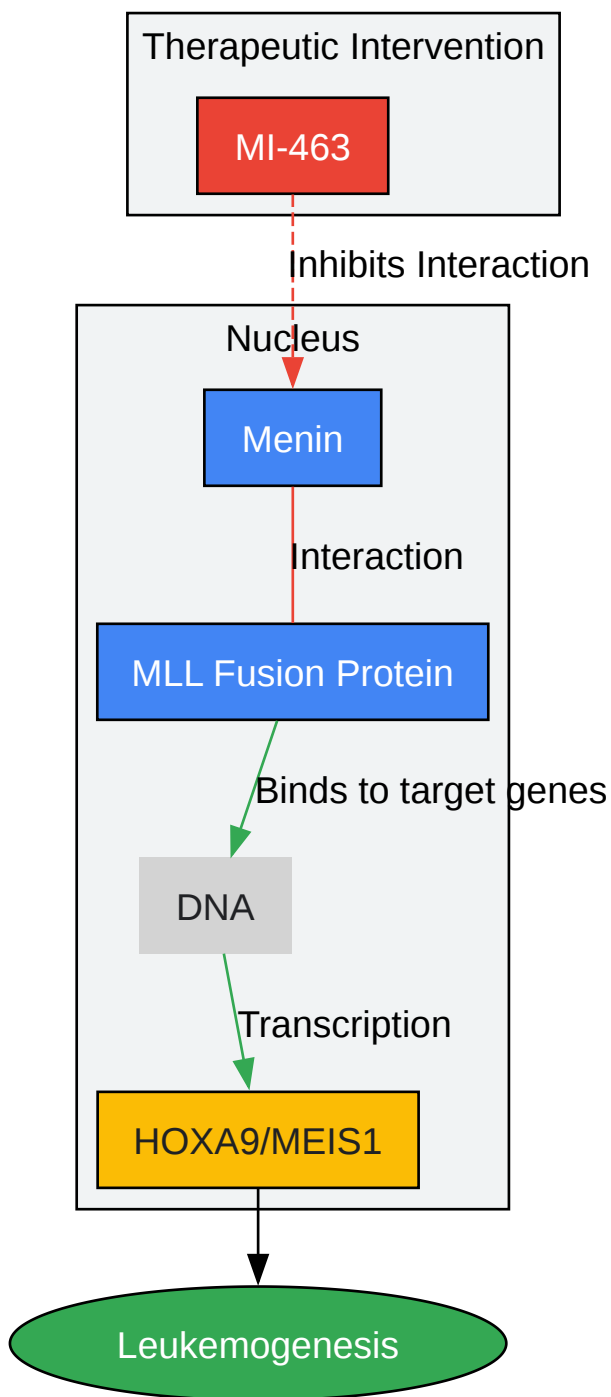 Therapeutic Intervention
MI-463
Inhibits Interaction
Nucleus
Menin
Interaction
MLL Fusion Protein
Binds to target genes
DNA
Transcription
HOXA9/MEIS1
Leukemogenesis